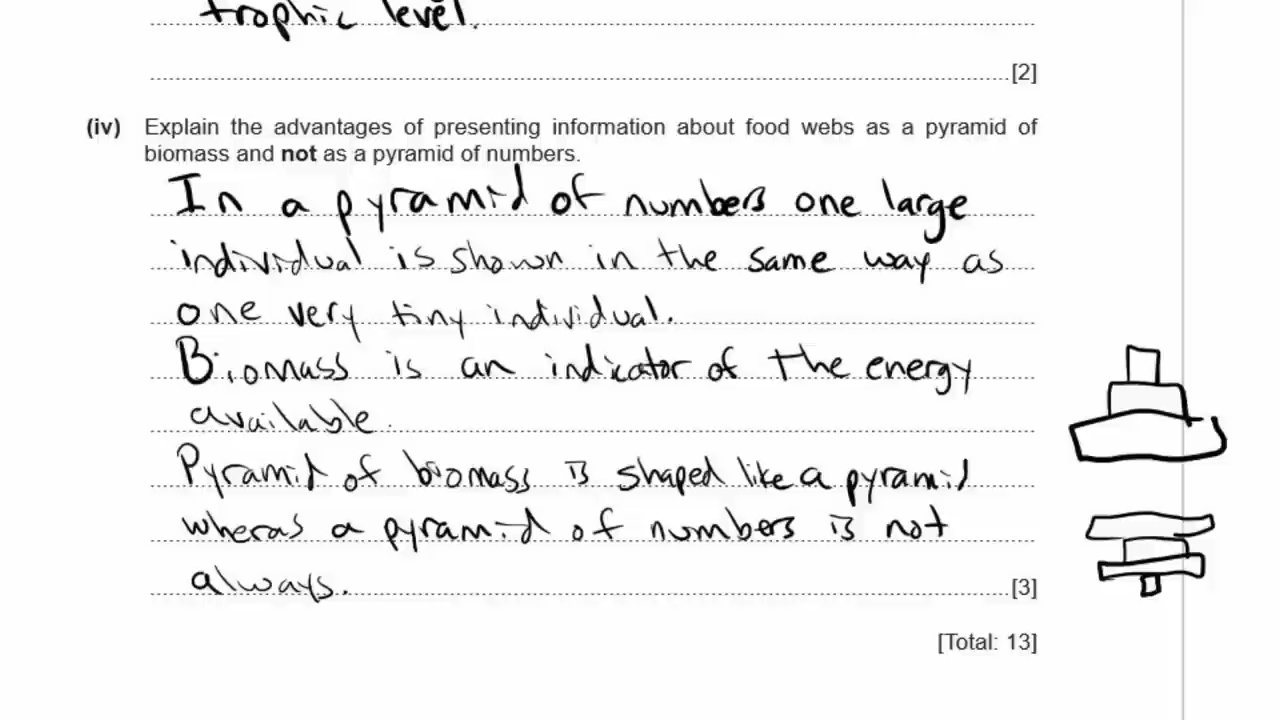 trophic level.
[2]
(iv) Explain the advantages of presenting information about food webs as a pyramid of
biomass and not as a pyramid of numbers.
In a pyramid of numbers one large
individual is shown in the same way as
one very tiny individual.
Biomass is an indicator of the energy
available.
Pyramid of biomass is shaped like a pyramid
wheras a pyramid of numbers is not
always.
[3]
[Total: 13]